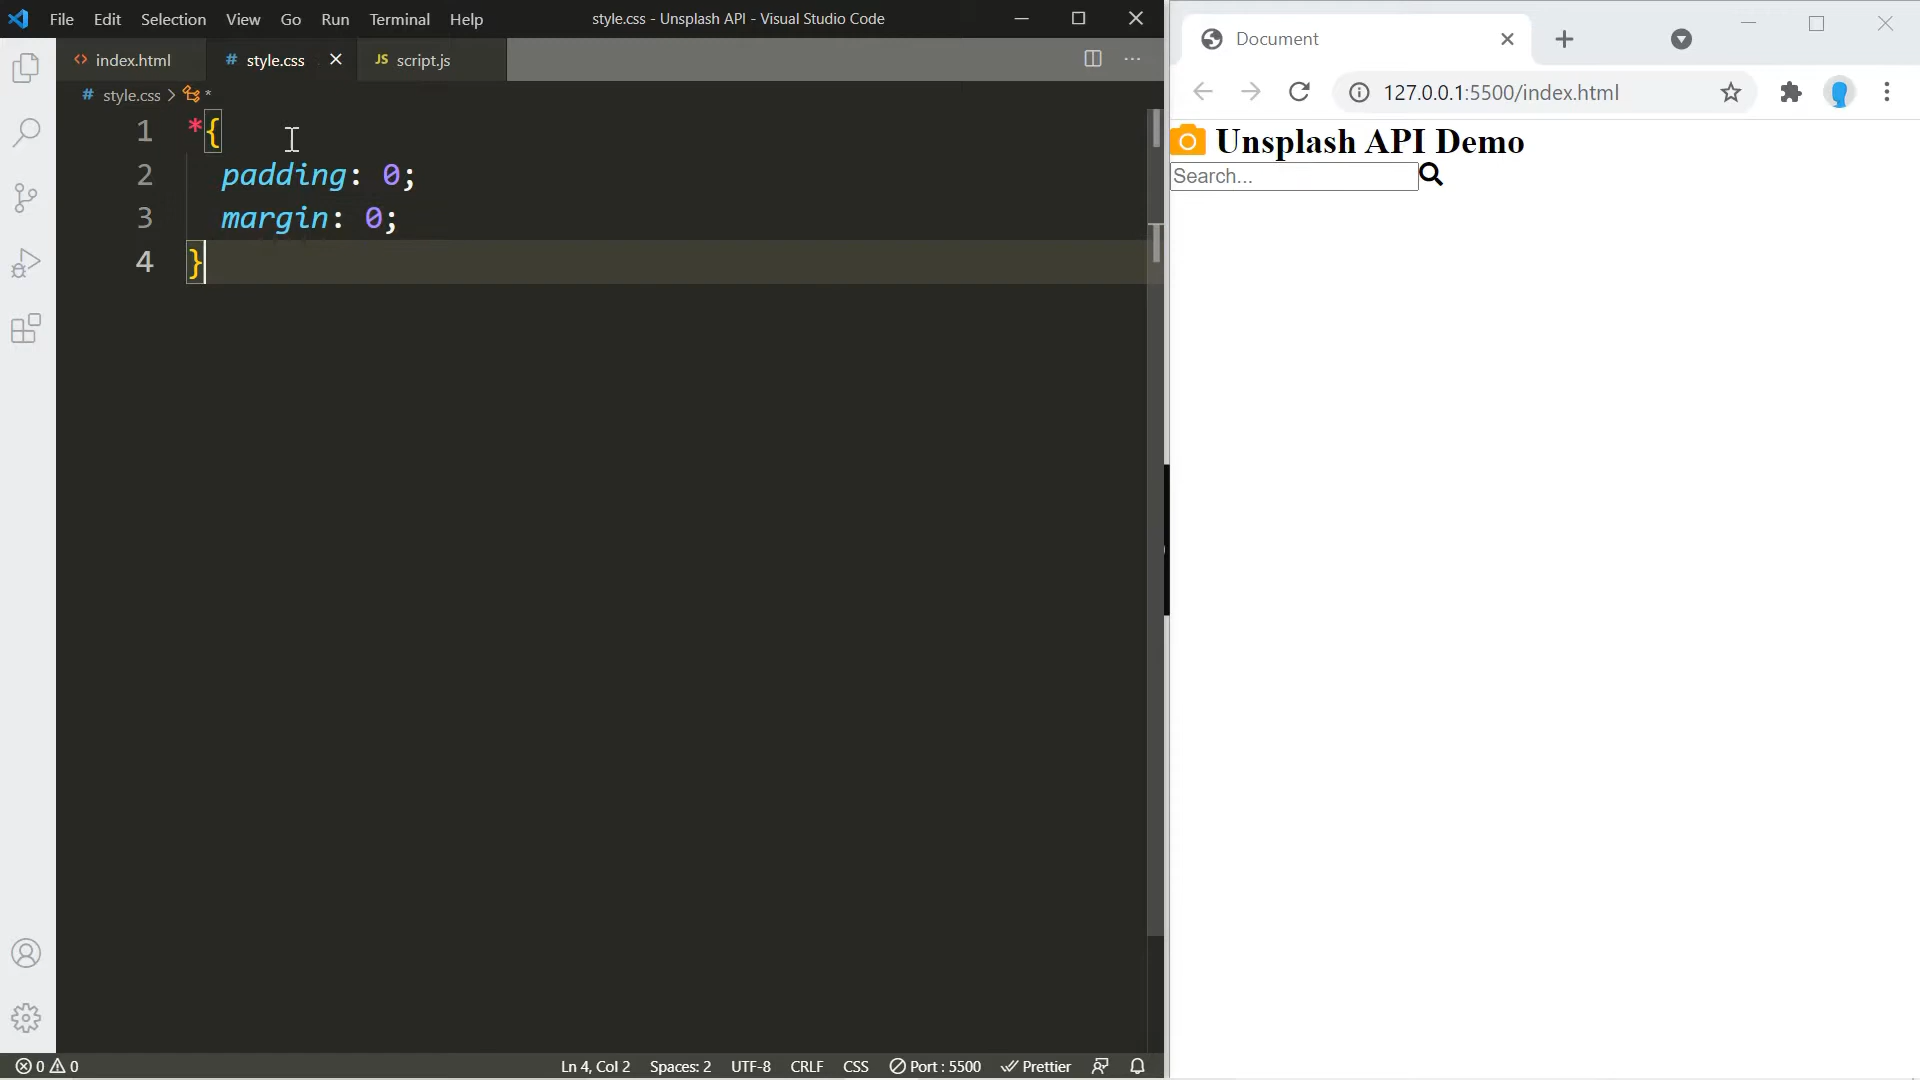 File Edit Selection View Go Run Terminal Help
style.css - Unsplash API - Visual Studio Code
index.html
style.css
script.js
style.css > *
1 *{
2 padding: 0;
3 margin: 0;
4 }
0 0 Ln 4, Col 2 Spaces: 2 UTF-8 CRLF CSS Port : 5500 Prettier
Document
127.0.0.1:5500/index.html
Unsplash API Demo
Search...